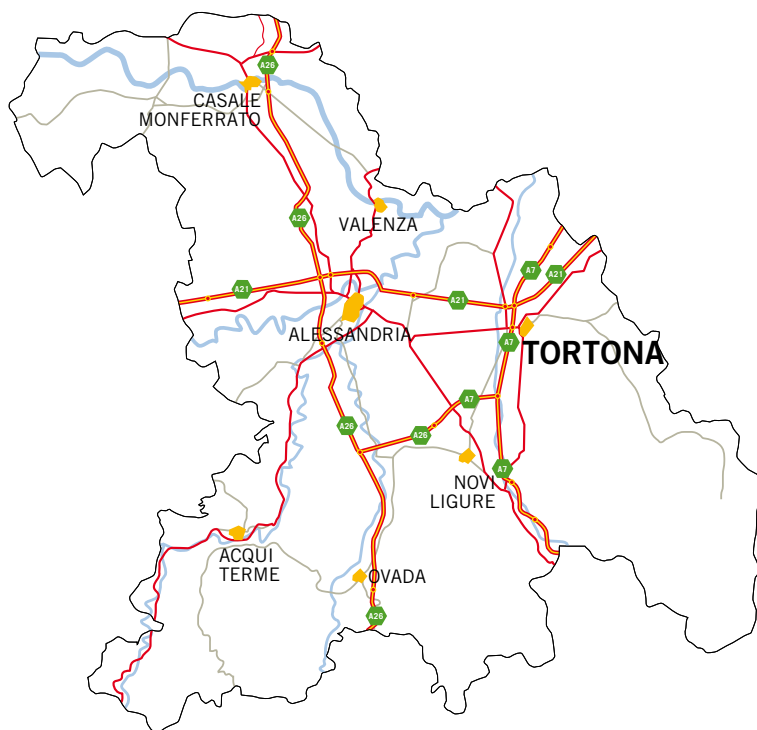 A26
CASALE
MONFERRATO
A26
VALENZA
A7
A21
A21
A21
ALESSANDRIA
A7
TORTONA
A7
A26
A26
A7
NOVI
LIGURE
ACQUI
TERME
OVADA
A26